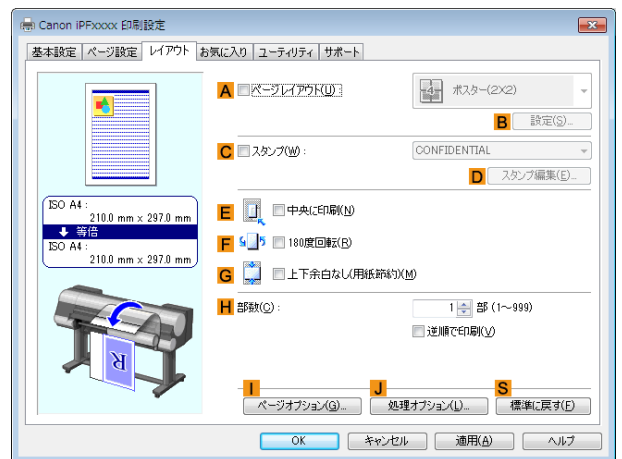 Canon iPFxxxx 印刷設定
基本設定 ページ設定 レイアウト お気に入り ユーティリティ サポート
A ページレイアウト(U) : 4 ポスター(2X2)
B 設定(S)...
C スタンプ(W) : CONFIDENTIAL
D スタンプ編集(E)...
ISO A4 :
210.0 mm x 297.0 mm
等倍
ISO A4 :
210.0 mm x 297.0 mm
E 中央に印刷(N)
F 180度回転(R)
G 上下余白なし(用紙節約)(M)
H 部数(C) : 1 部 (1～999)
逆順で印刷(V)
R
I J S
ページオプション(G)... 処理オプション(L)... 標準に戻す(F)
OK キャンセル 適用(A) ヘルプ